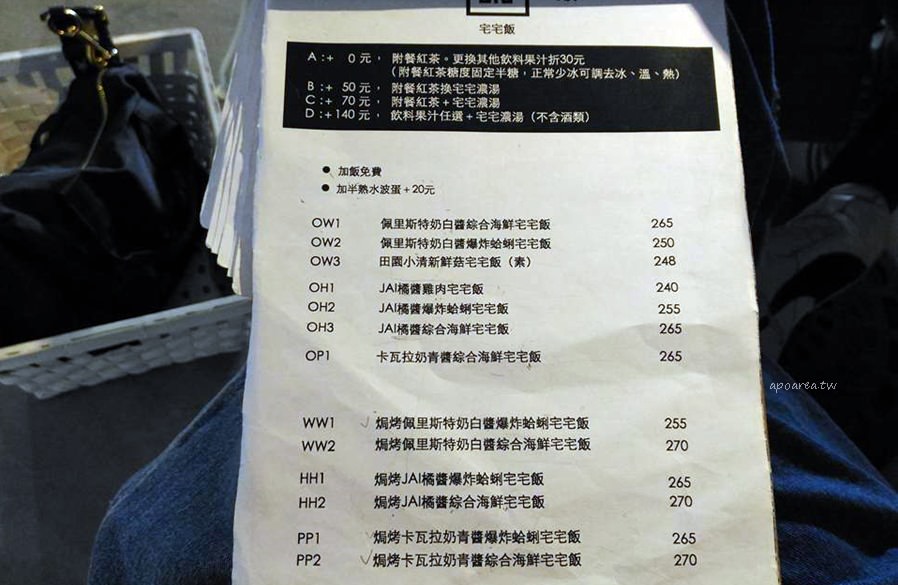 宅宅飯
A：+ 0 元， 附餐紅茶。更換其他飲料果汁折30元
（附餐紅茶糖度固定半糖，正常少冰可調去冰、溫、熱）
B：+ 50 元， 附餐紅茶換宅宅濃湯
C：+ 70 元， 附餐紅茶+宅宅濃湯
D：+140 元， 飲料果汁任選+宅宅濃湯（不含酒類）
● 加飯免費
● 加半熟水波蛋+20元
OW1 佩里斯特奶白醬綜合海鮮宅宅飯 265
OW2 佩里斯特奶白醬爆炸蛤蜊宅宅飯 250
OW3 田園小清新鮮菇宅宅飯（素） 248
OH1 JAI橘醬雞肉宅宅飯 240
OH2 JAI橘醬爆炸蛤蜊宅宅飯 255
OH3 JAI橘醬綜合海鮮宅宅飯 265
OP1 卡瓦拉奶青醬綜合海鮮宅宅飯 265
apoarea.tw
WW1 焗烤佩里斯特奶白醬爆炸蛤蜊宅宅飯 255
WW2 焗烤佩里斯特奶白醬綜合海鮮宅宅飯 270
HH1 焗烤JAI橘醬爆炸蛤蜊宅宅飯 265
HH2 焗烤JAI橘醬綜合海鮮宅宅飯 270
PP1 焗烤卡瓦拉奶青醬爆炸蛤蜊宅宅飯 265
PP2 焗烤卡瓦拉奶青醬綜合海鮮宅宅飯 270